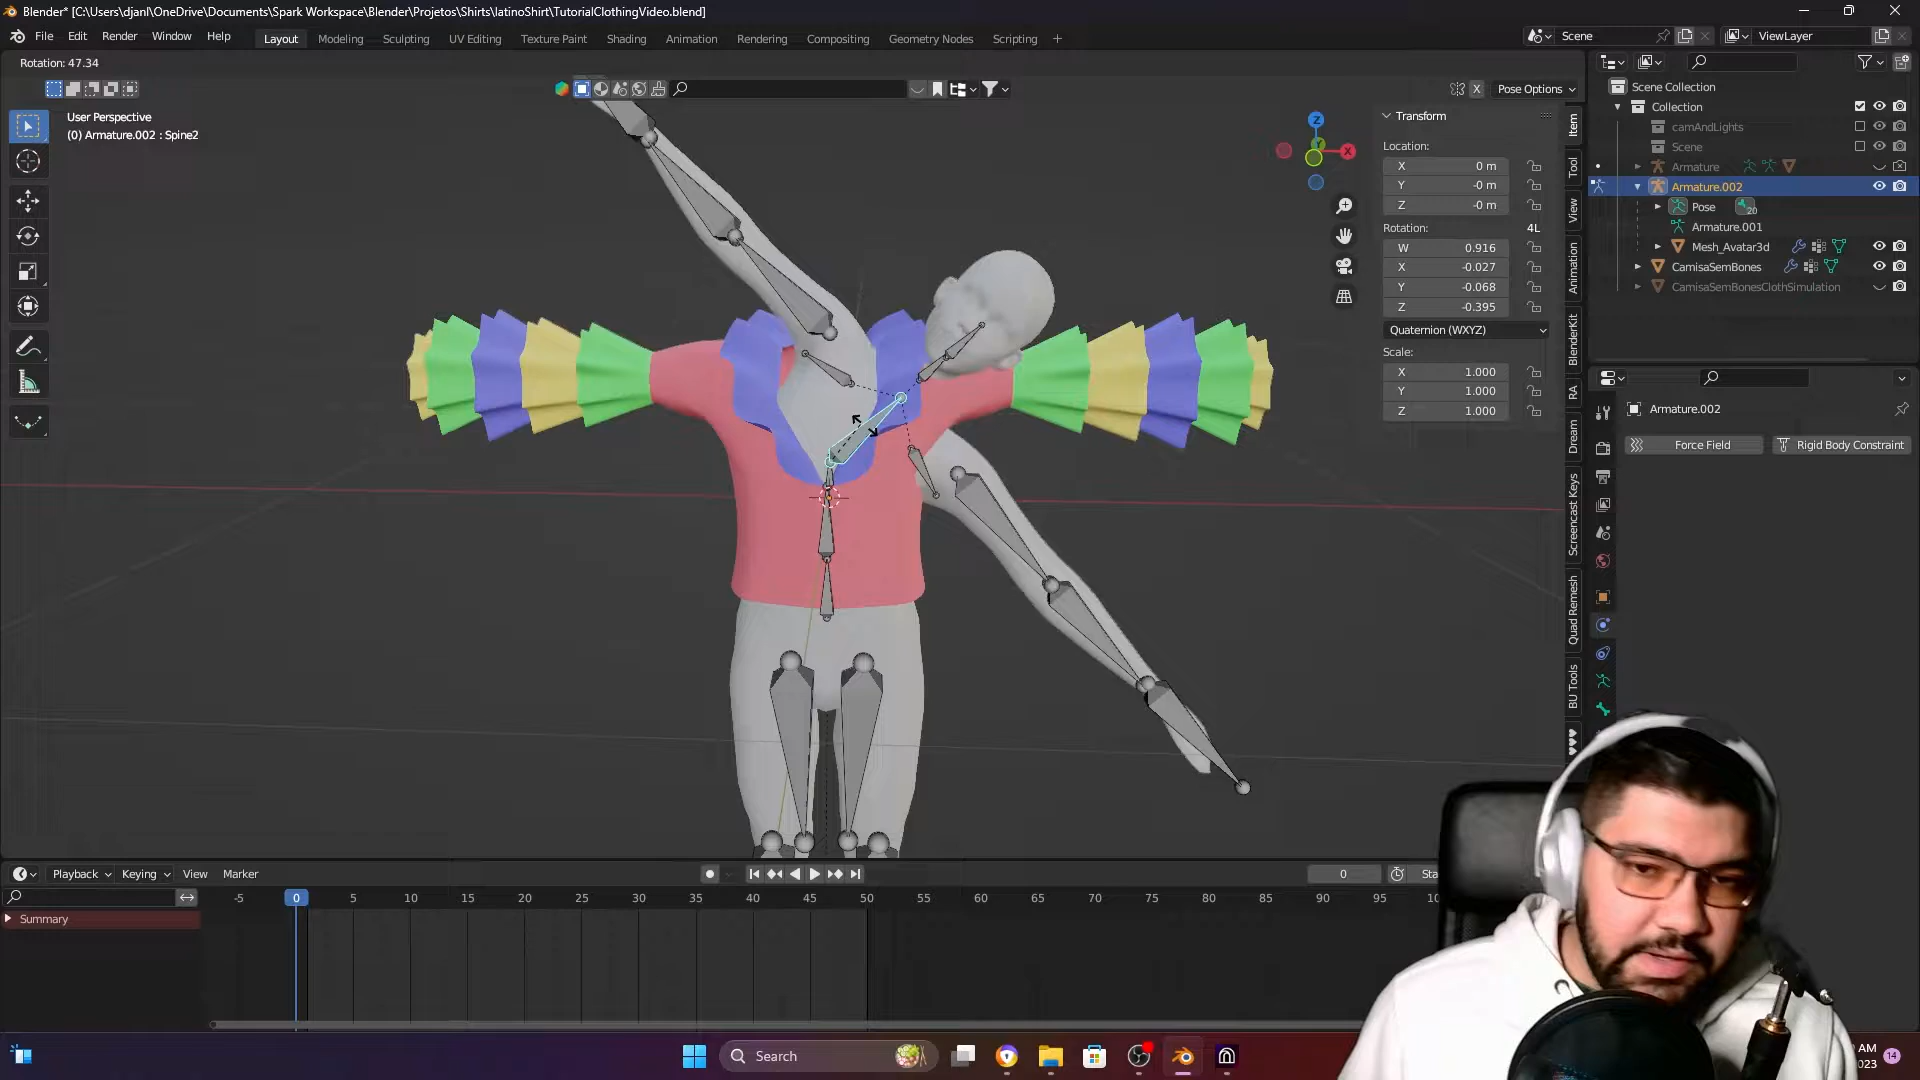 Blender* [C:\Users\djanl\OneDrive\Documents\Spark Workspace\Blender\Projetos\Shirts\latinoShirt\TutorialClothingVideo.blend]
File Edit Render Window Help Layout Modeling Sculpting UV Editing Texture Paint Shading Animation Rendering Compositing Geometry Nodes Scripting + Scene ViewLayer
Rotation: 47.34
X Pose Options
User Perspective
(0) Armature.002 : Spine2
Z
X
Transform
Location:
X 0 m
Y -0 m
Z -0 m
Rotation: 4L
W 0.916
X -0.027
Y -0.068
Z -0.395
Quaternion (WXYZ)
Scale:
X 1.000
Y 1.000
Z 1.000
Item
Tool
View
Animation
BlenderKit
RA
Dream
Screencast Keys
Quad Remesh
BU Tools
Scene Collection
Collection
camAndLights
Scene
Armature
Armature.002
Pose 20
Armature.001
Mesh_Avatar3d
CamisaSemBones
CamisaSemBonesClothSimulation
Armature.002
Force Field Rigid Body Constraint
Playback Keying View Marker 0 Sta
-5 0 5 10 15 20 25 30 35 40 45 50 55 60 65 70 75 80 85 90 95 10
Summary
Search
AM
023
14